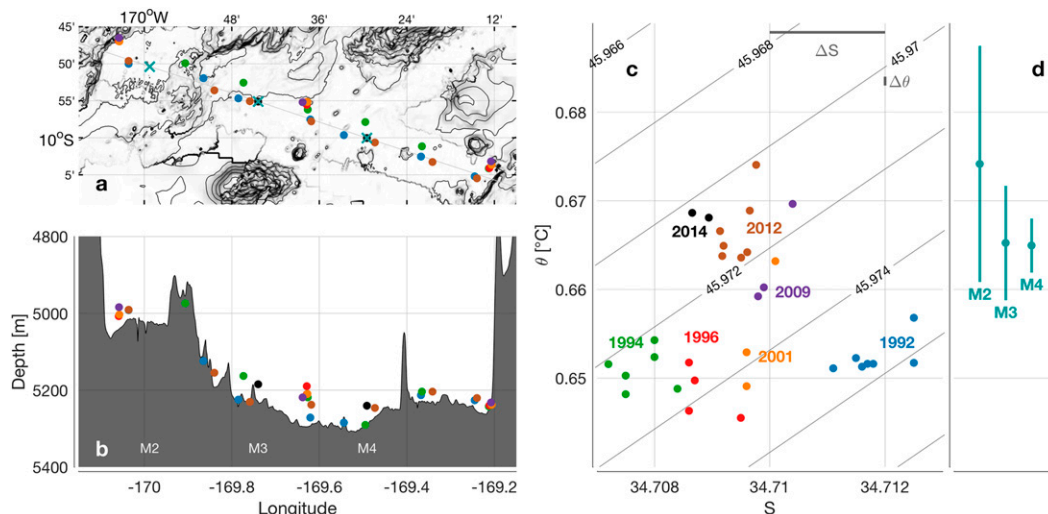 170°W 48 36 24 12
45
50
55
10°S
5
a
4800
5000
5200
5400
Depth [m]
b
M2 M3 M4
-170 -169.8 -169.6 -169.4 -169.2
Longitude
c
45.966 45.968 45.97
ΔS
Δθ
0.68
0.67
0.66
0.65
θ [°C]
2014 2012
45.972 45.974
2009
1994 1996 2001 1992
34.708 34.71 34.712
S
d
M2
M3
M4